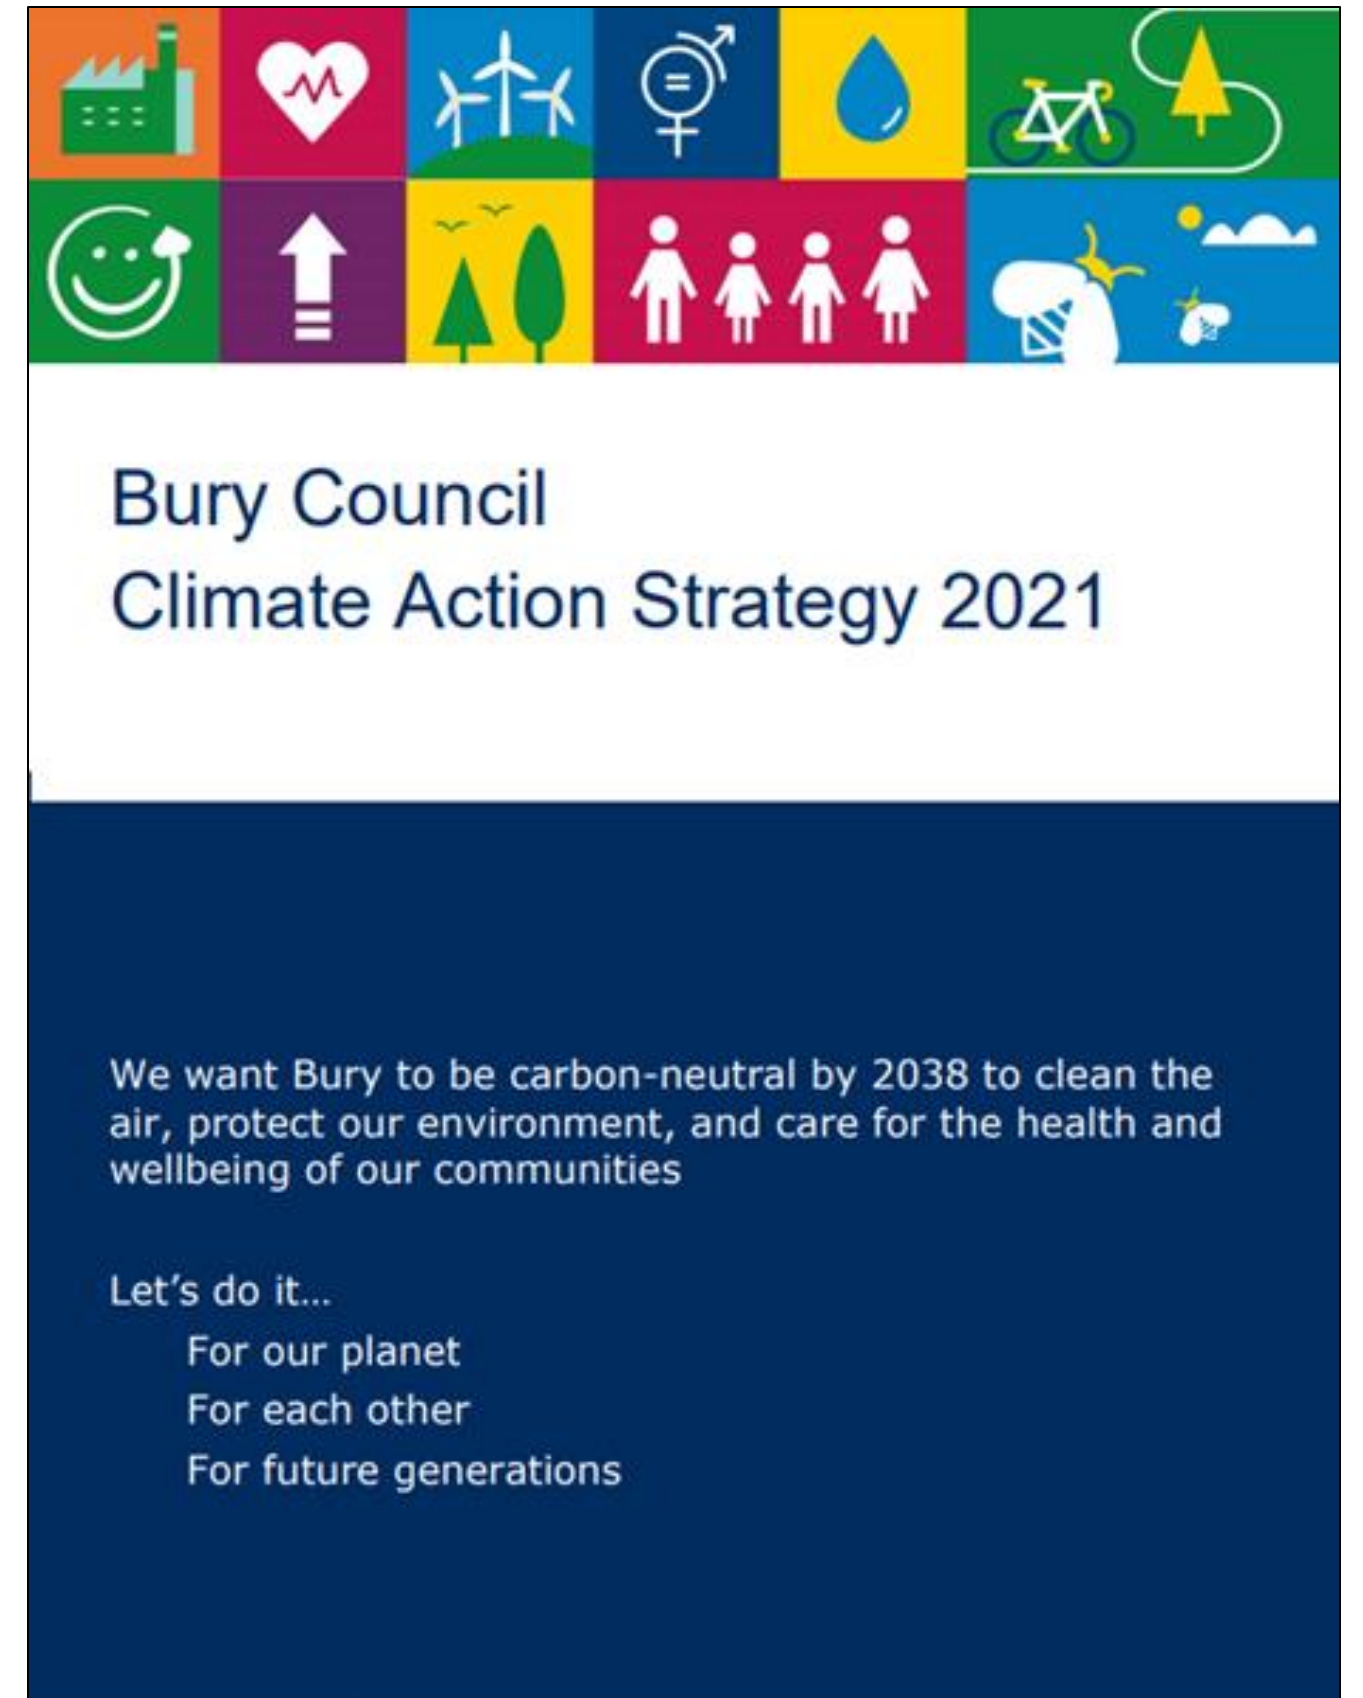 Bury Council
Climate Action Strategy 2021
We want Bury to be carbon-neutral by 2038 to clean the
air, protect our environment, and care for the health and
wellbeing of our communities
Let’s do it…
For our planet
For each other
For future generations